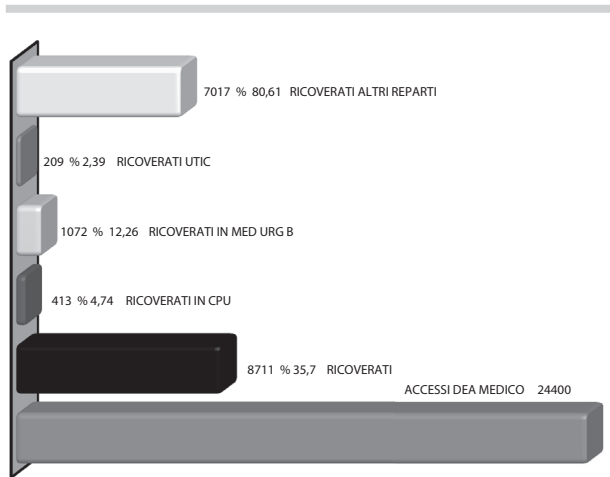 7017 % 80,61 RICOVERATI ALTRI REPARTI
209 % 2,39 RICOVERATI UTIC
1072 % 12,26 RICOVERATI IN MED URG B
413 % 4,74 RICOVERATI IN CPU
8711 % 35,7 RICOVERATI
ACCESSI DEA MEDICO 24400